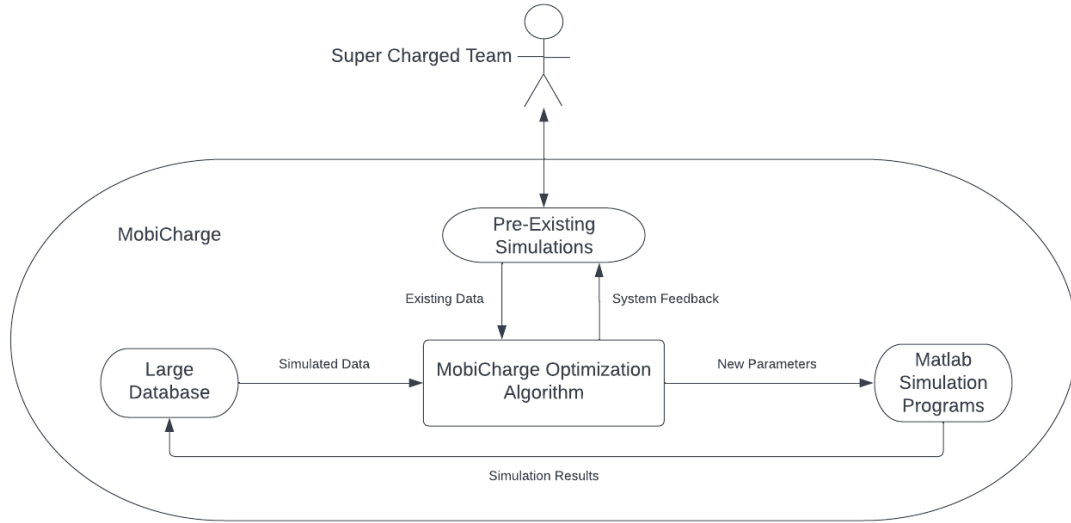 Super Charged Team
MobiCharge
Pre-Existing
Simulations
Existing Data
System Feedback
Large
Database
Simulated Data
MobiCharge Optimization
Algorithm
New Parameters
Matlab
Simulation
Programs
Simulation Results